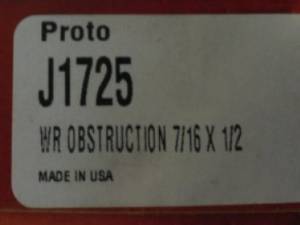 Proto
J1725
WR OBSTRUCTION 7/16 X 1/2
MADE IN USA